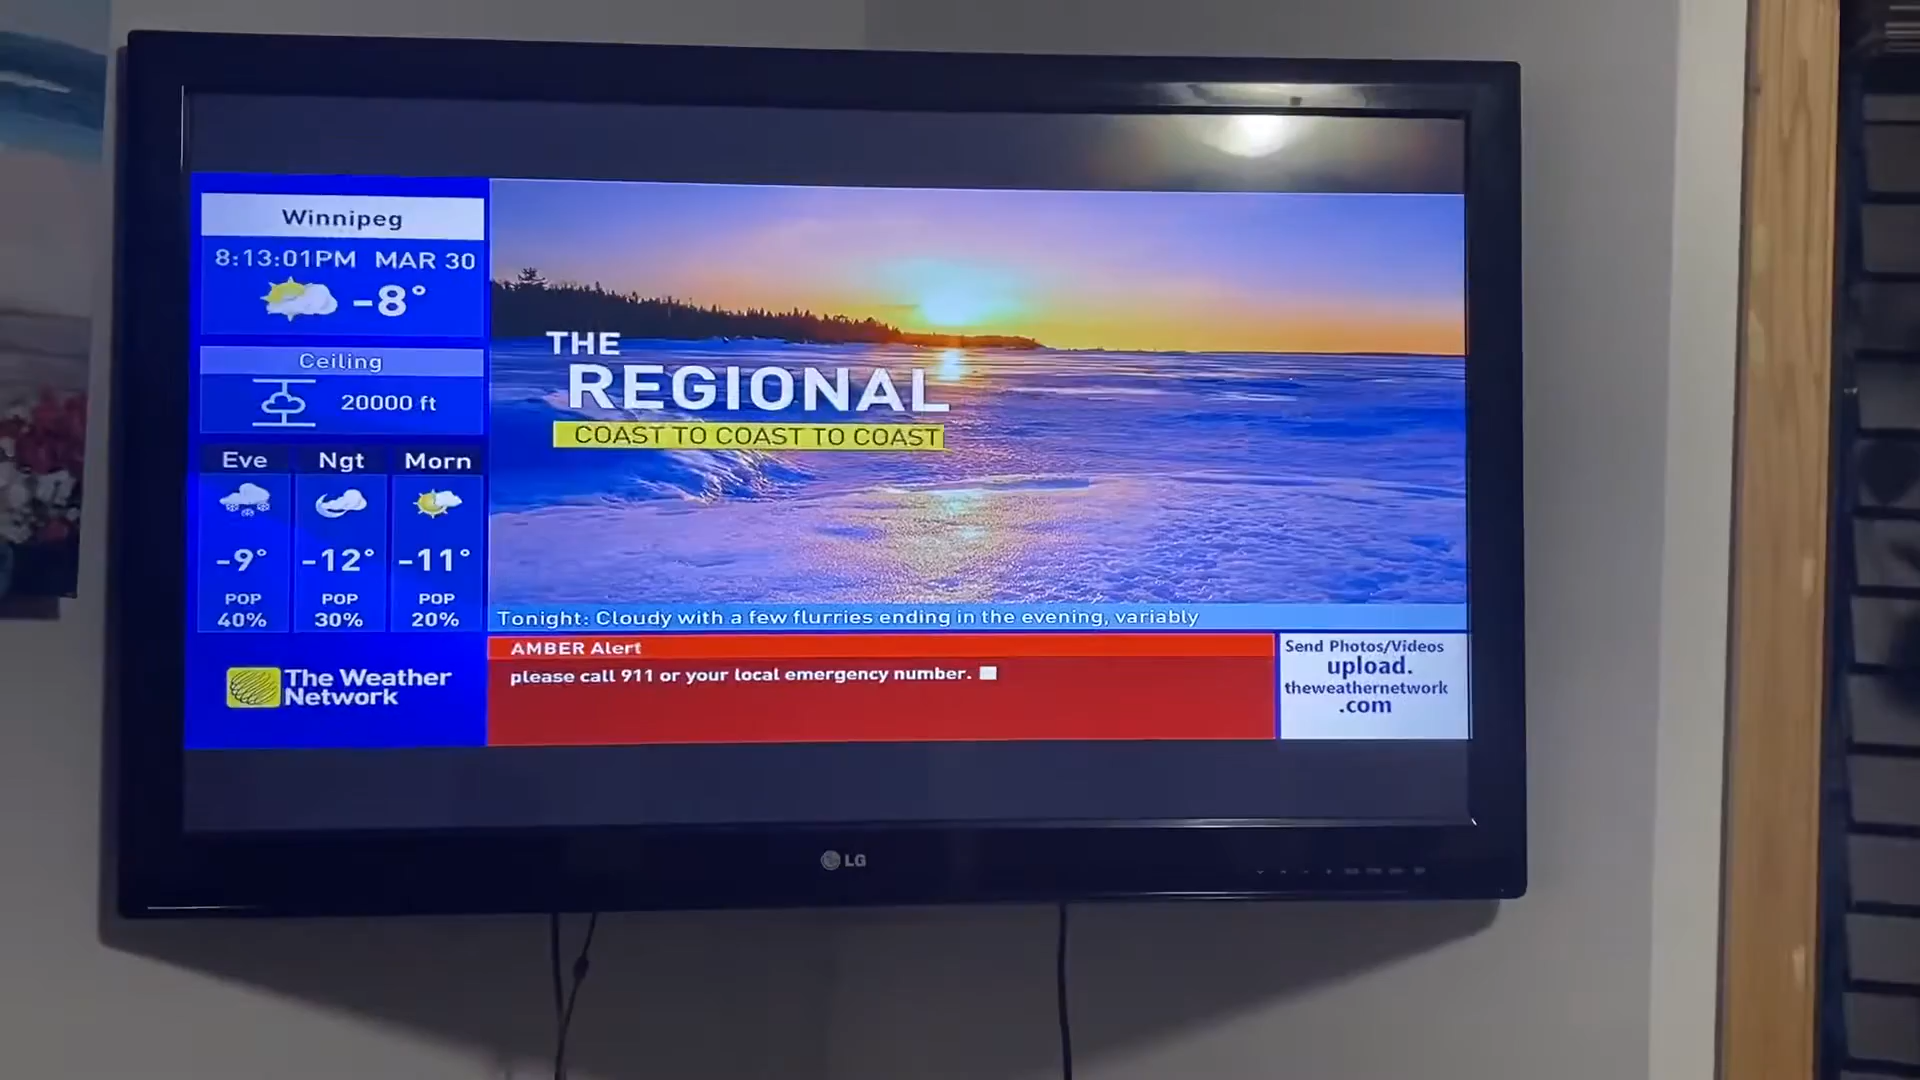 Winnipeg
8:13:01PM MAR 30
-8°
Ceiling
20000 ft
Eve Ngt Morn
-9° -12° -11°
POP POP POP
40% 30% 20%
The Weather
Network
THE
REGIONAL
COAST TO COAST TO COAST
Tonight: Cloudy with a few flurries ending in the evening, variably
AMBER Alert
please call 911 or your local emergency number.
Send Photos/Videos
upload.
theweathernetwork
.com
LG